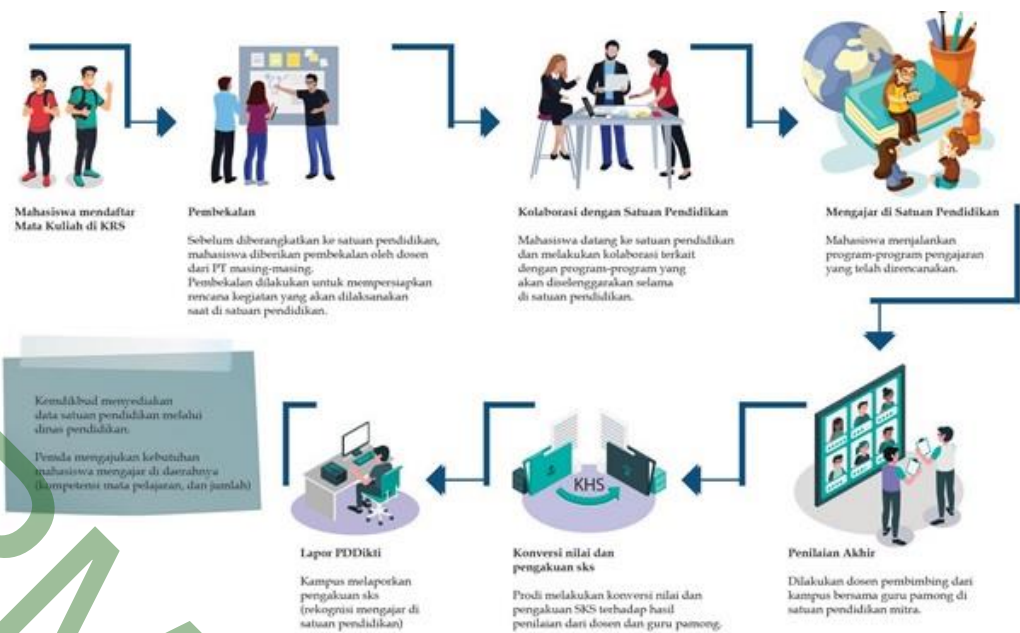 Mahasiswa mendaftar
Mata Kuliah di KRS
Pembekalan
Sebelum diberangkatkan ke satuan pendidikan,
mahasiswa diberikan pembekalan oleh dosen
dari PT masing-masing.
Pembekalan dilakukan untuk mempersiapkan
rencana kegiatan yang akan dilaksanakan
saat di satuan pendidikan.
Kolaborasi dengan Satuan Pendidikan
Mahasiswa datang ke satuan pendidikan
dan melakukan kolaborasi terkait
dengan program-program yang
akan diselenggarakan selama
di satuan pendidikan.
Mengajar di Satuan Pendidikan
Mahasiswa menjalankan
program-program pengajaran
yang telah direncanakan.
Kemdikbud menyediakan
data satuan pendidikan melalui
dinas pendidikan.
Pemda mengajukan kebutuhan
mahasiswa mengajar di daerahnya
(kompetensi mata pelajaran, dan jumlah)
Lapor PDDikti
Kampus melaporkan
pengakuan sks
(rekognisi mengajar di
satuan pendidikan)
KHS
Konversi nilai dan
pengakuan sks
Prodi melakukan konversi nilai dan
pengakuan SKS terhadap hasil
penilaian dari dosen dan guru pamong.
Penilaian Akhir
Dilakukan dosen pembimbing dari
kampus bersama guru pamong di
satuan pendidikan mitra.